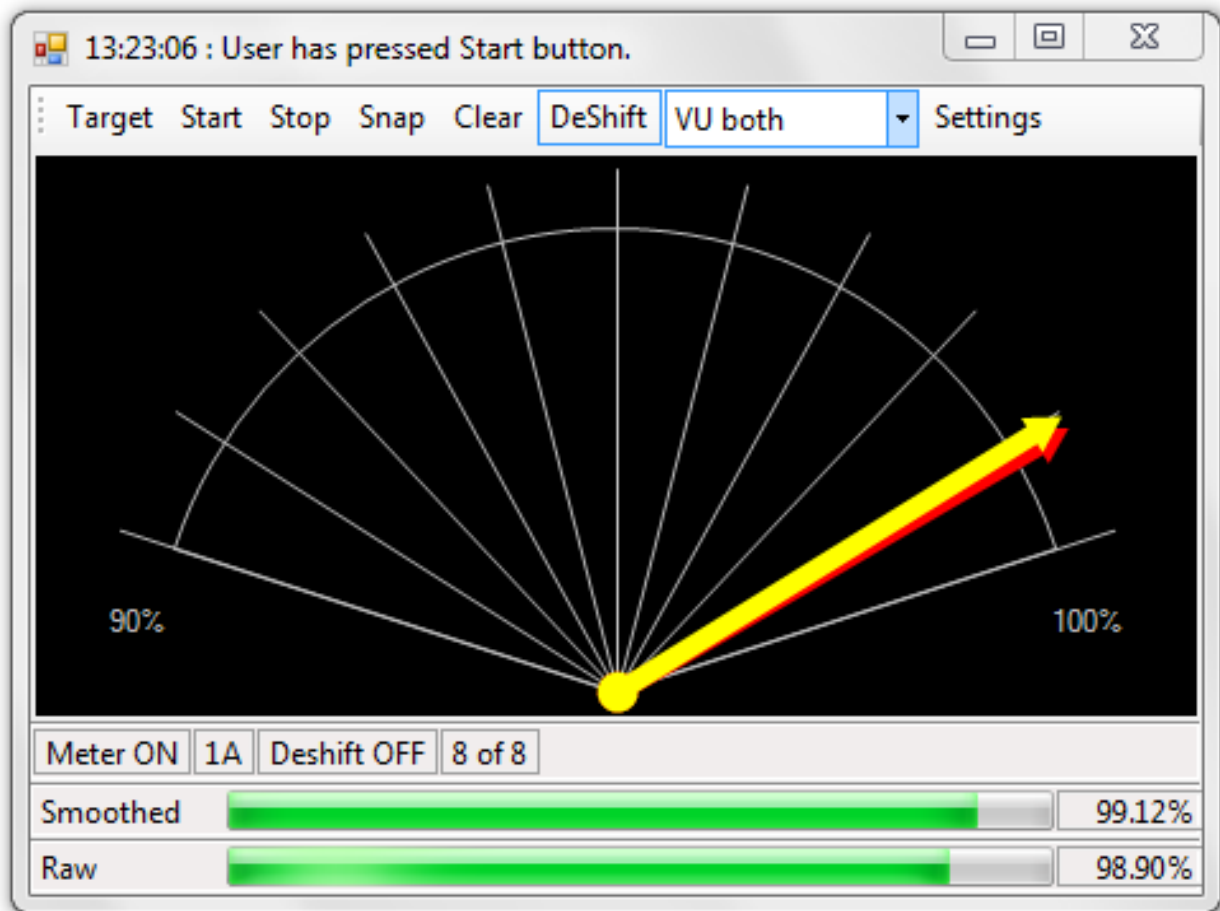 13:23:06 : User has pressed Start button.
Target Start Stop Snap Clear DeShift VU both Settings
90% 100%
Meter ON 1A Deshift OFF 8 of 8
Smoothed 99.12%
Raw 98.90%